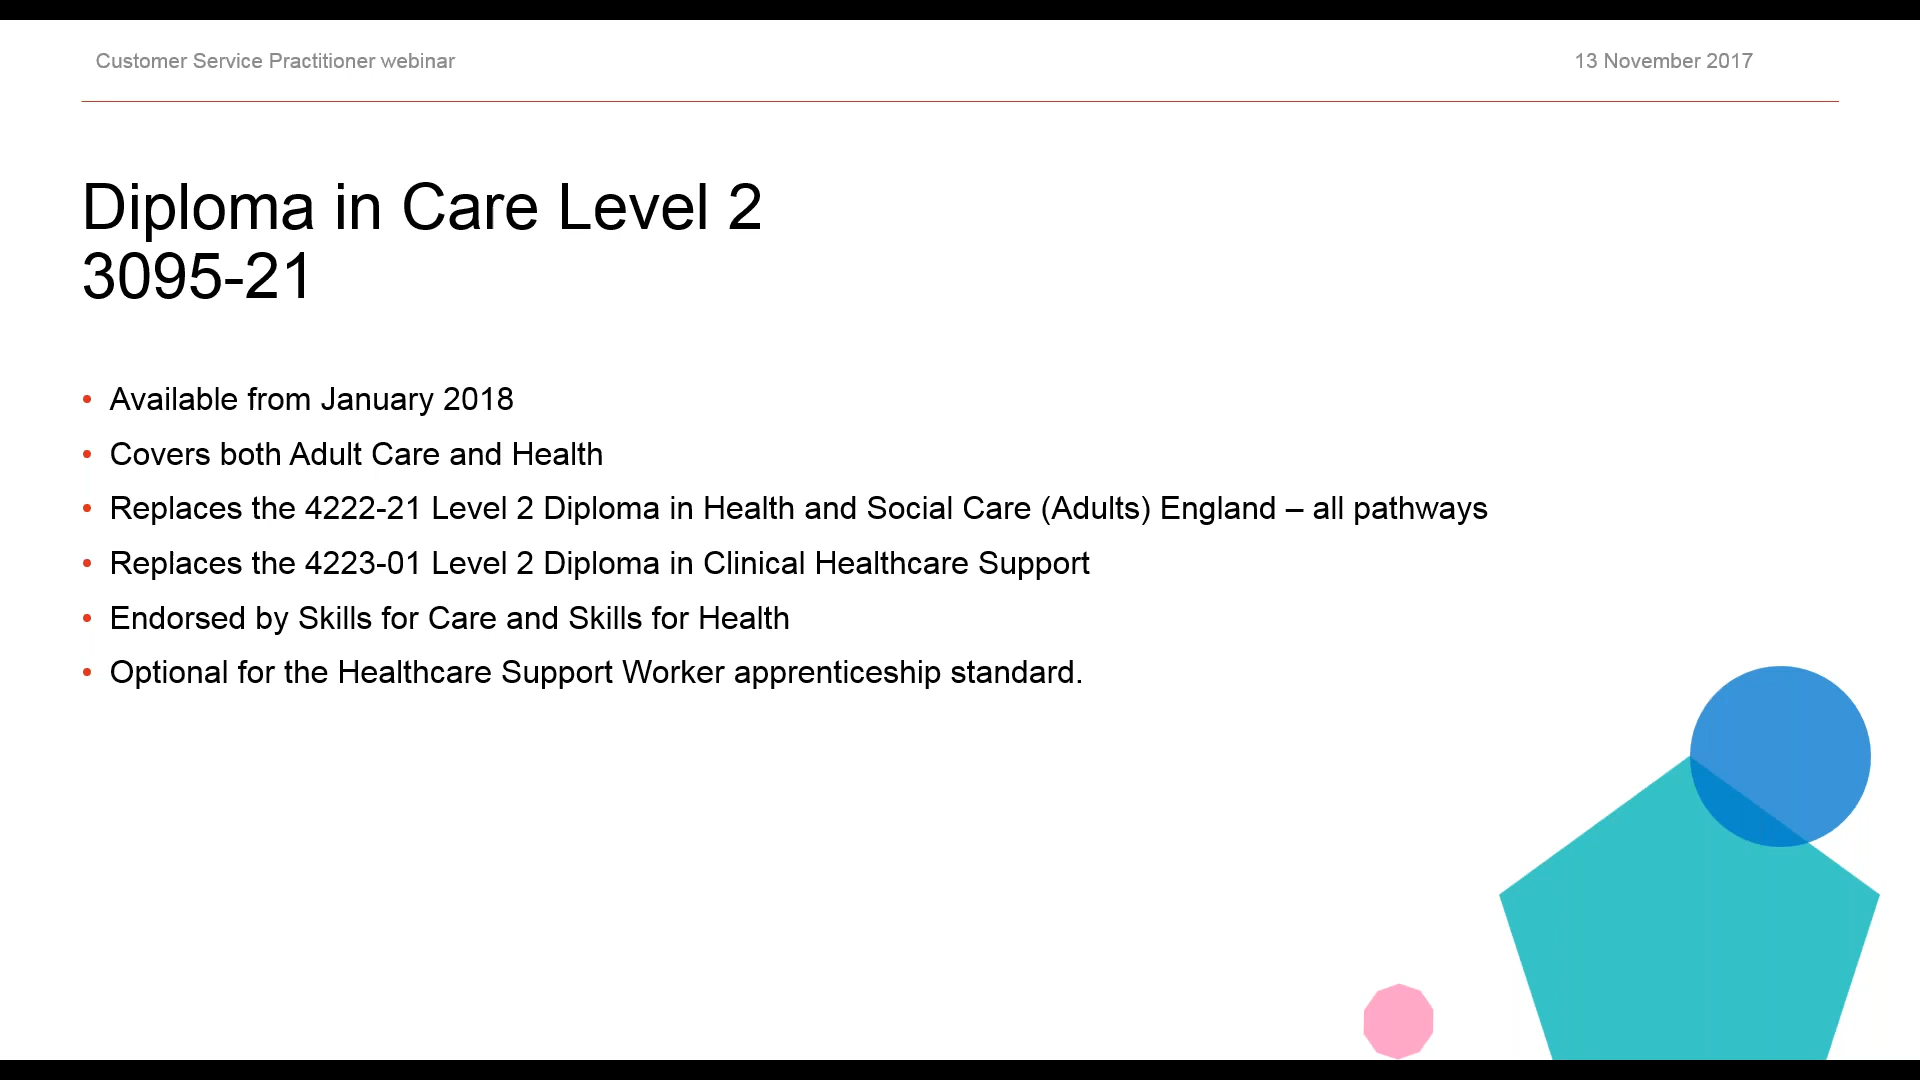 Customer Service Practitioner webinar
13 November 2017
Diploma in Care Level 2
3095-21
• Available from January 2018
• Covers both Adult Care and Health
• Replaces the 4222-21 Level 2 Diploma in Health and Social Care (Adults) England – all pathways
• Replaces the 4223-01 Level 2 Diploma in Clinical Healthcare Support
• Endorsed by Skills for Care and Skills for Health
• Optional for the Healthcare Support Worker apprenticeship standard.